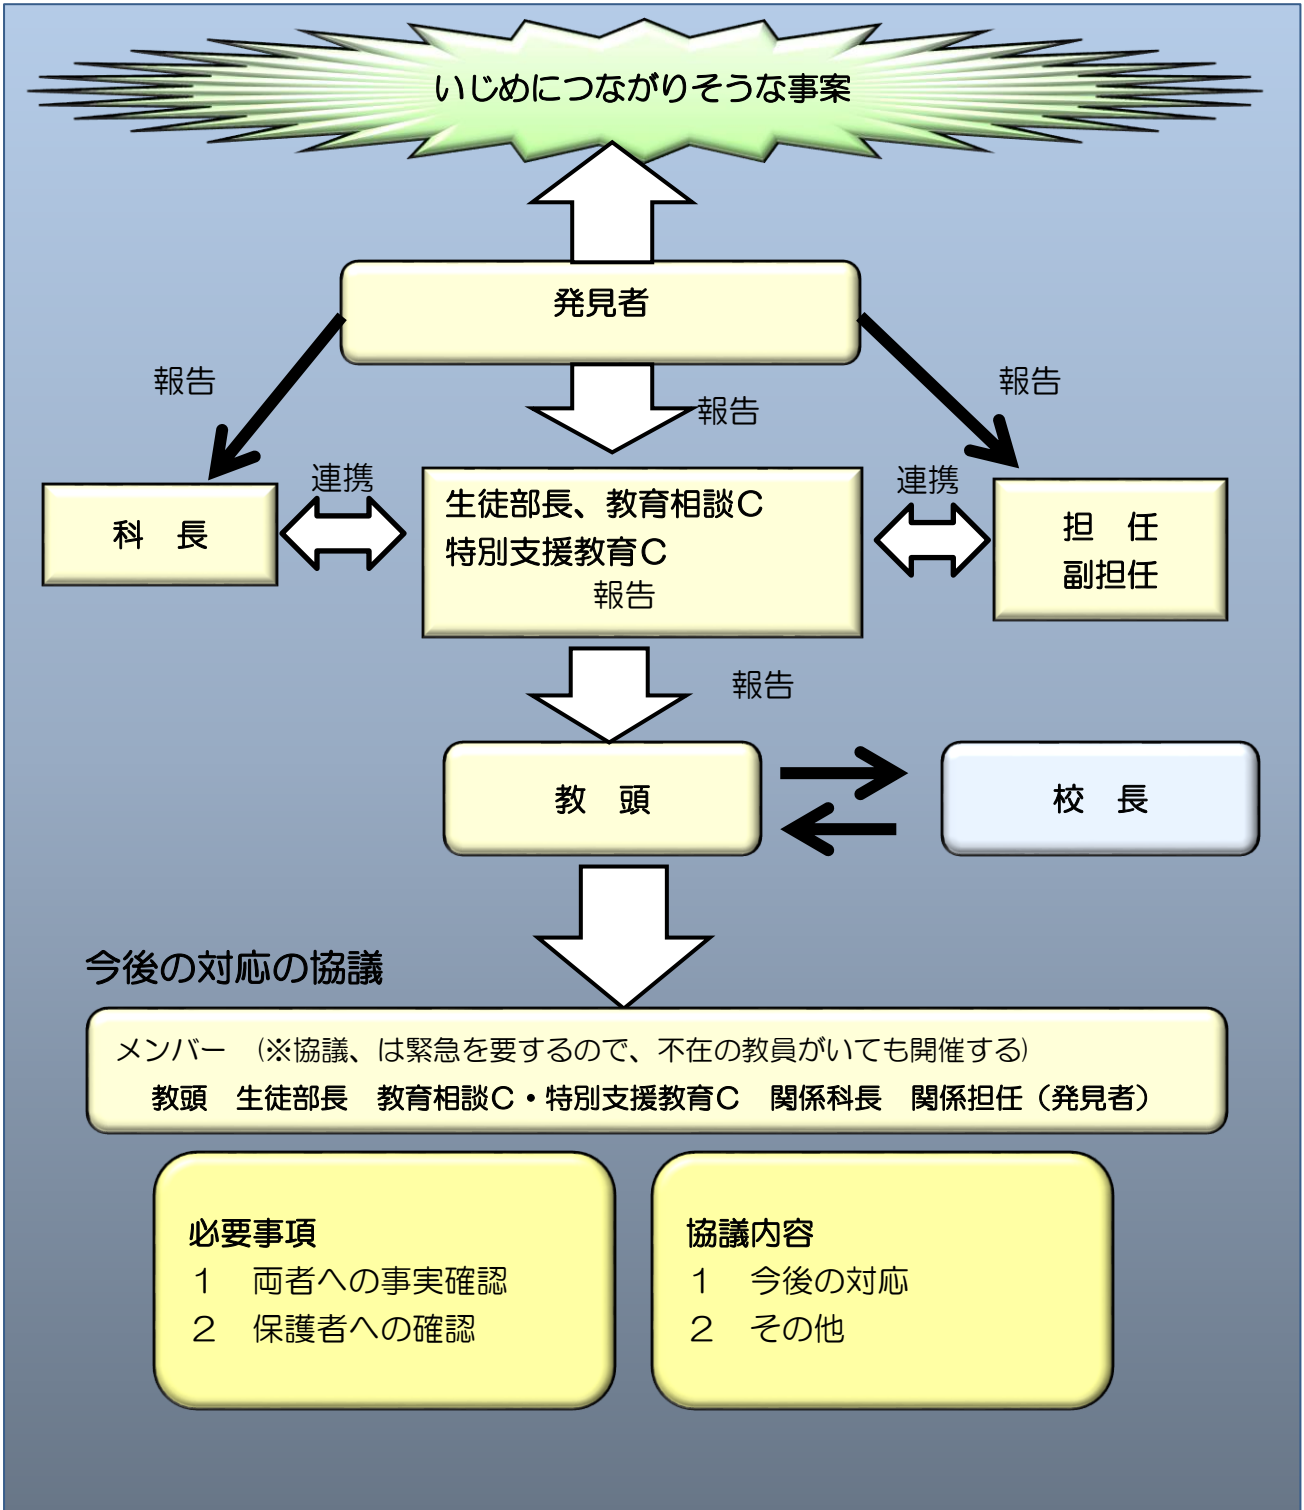 いじめにつながりそうな事案
発見者
報告
報告
報告
連携
連携
科　長
生徒部長、教育相談Ｃ
特別支援教育Ｃ
報告
担　任
副担任
報告
教　頭
校　長
今後の対応の協議
メンバー　（※協議、は緊急を要するので、不在の教員がいても開催する）
教頭　生徒部長　教育相談Ｃ・特別支援教育Ｃ　関係科長　関係担任（発見者）
必要事項
１　両者への事実確認
２　保護者への確認
協議内容
１　今後の対応
２　その他